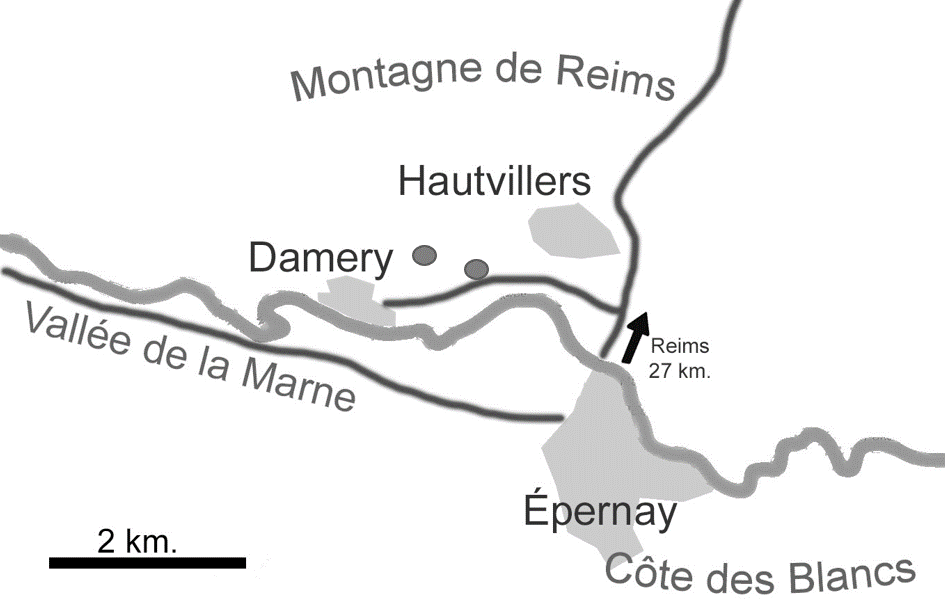 Montagne de Reims
Hautvillers
Damery
Vallée de la Marne
Reims
27 km.
Épernay
2 km.
Côte des Blancs